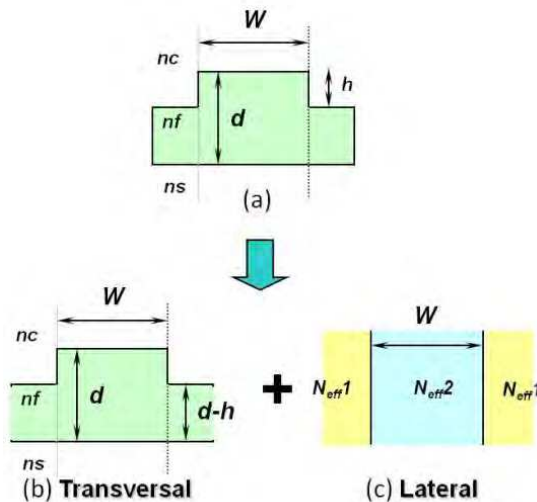 W
nc
h
nf
d
ns
(a)
W
W
nc
nf
d
d-h
+
Neff1
Neff2
Neff1
ns
(b) Transversal
(c) Lateral